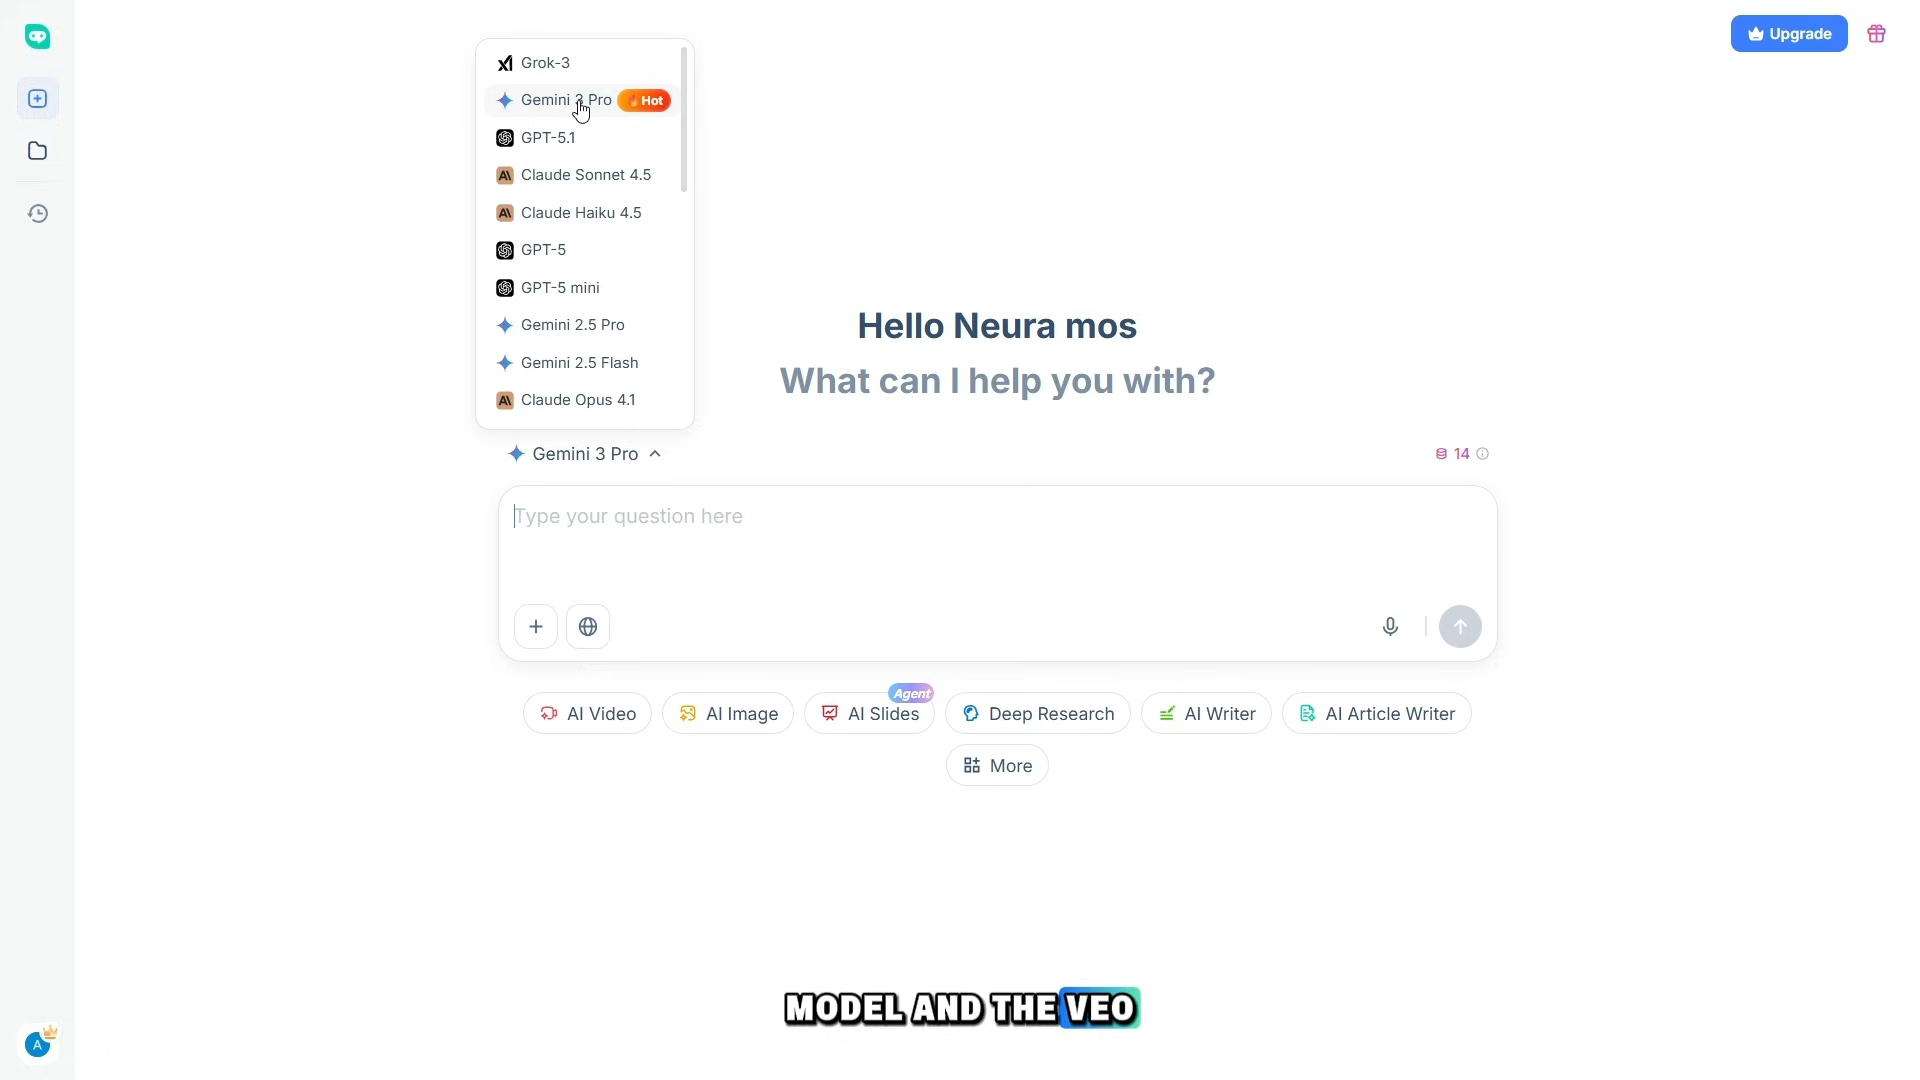 Upgrade
Grok-3
Gemini 3 Pro
Hot
GPT-5.1
Claude Sonnet 4.5
Claude Haiku 4.5
GPT-5
GPT-5 mini
Gemini 2.5 Pro
Gemini 2.5 Flash
Claude Opus 4.1
Hello Neura mos
What can I help you with?
Gemini 3 Pro
14
Type your question here
Agent
AI Video
AI Image
AI Slides
Deep Research
AI Writer
AI Article Writer
More
MODEL AND THE VEO
A